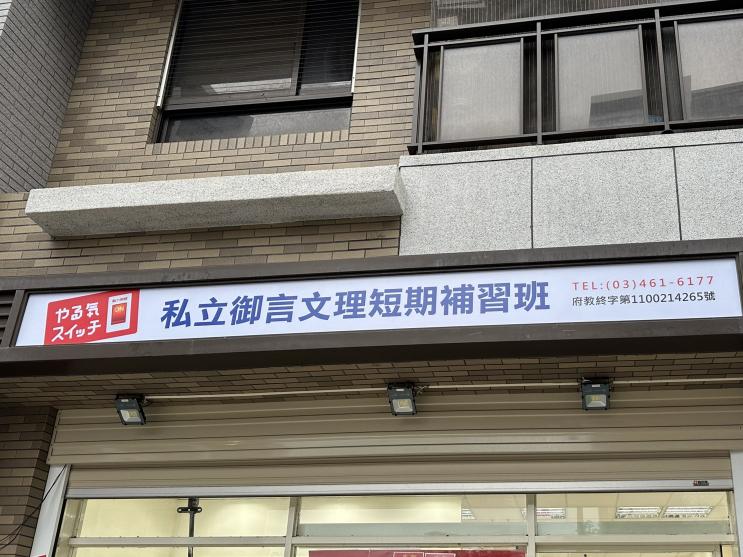 やる気
スイッチ
ON
私立御言文理短期補習班
TEL:(03)461-6177
府教終字第1100214265號